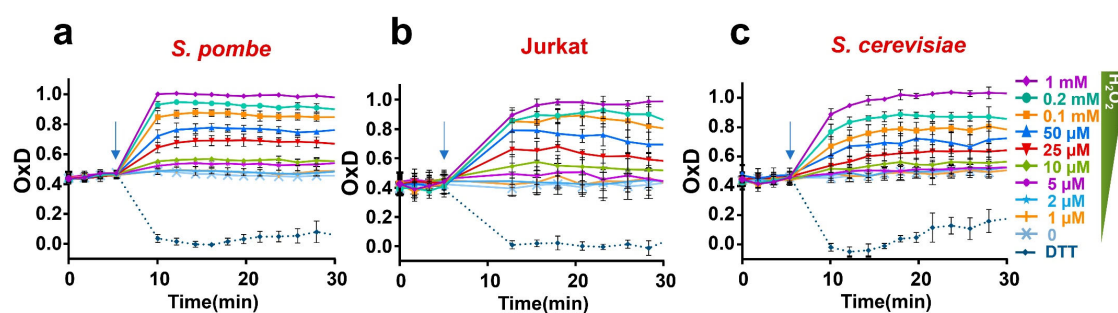 a
S. pombe
OxD
1.0
0.8
0.6
0.4
0.2
0.0
0
10
20
30
Time(min)
b
Jurkat
OxD
1.0
0.8
0.6
0.4
0.2
0.0
0
10
20
30
Time(min)
c
S. cerevisiae
OxD
1.0
0.8
0.6
0.4
0.2
0.0
0
10
20
30
Time(min)
1 mM
0.2 mM
0.1 mM
50 µM
25 µM
10 µM
5 µM
2 µM
1 µM
0
DTT
H₂O₂